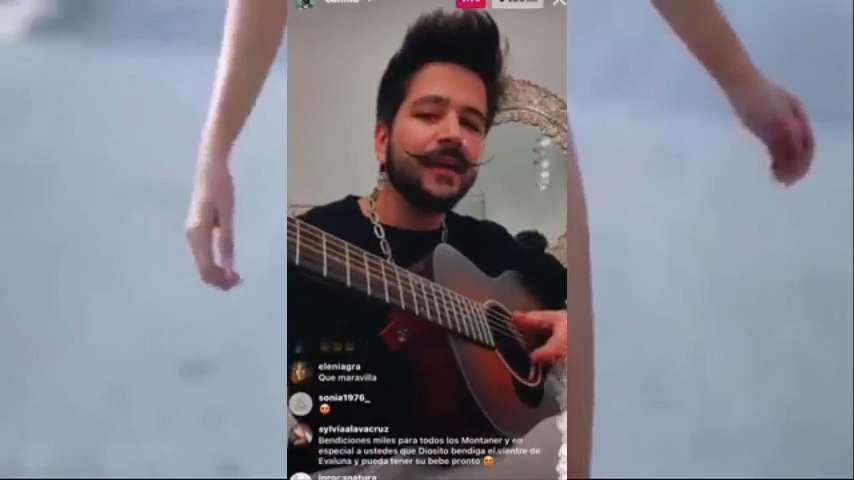 eleniagra
Que maravilla
sonia1976_
😍
sylviaalavacruz
Bendiciones miles para todos los Montaner y en
especial a ustedes que Diosito bendiga el.vientre de
Evaluna y pueda tener su bebe pronto 😍